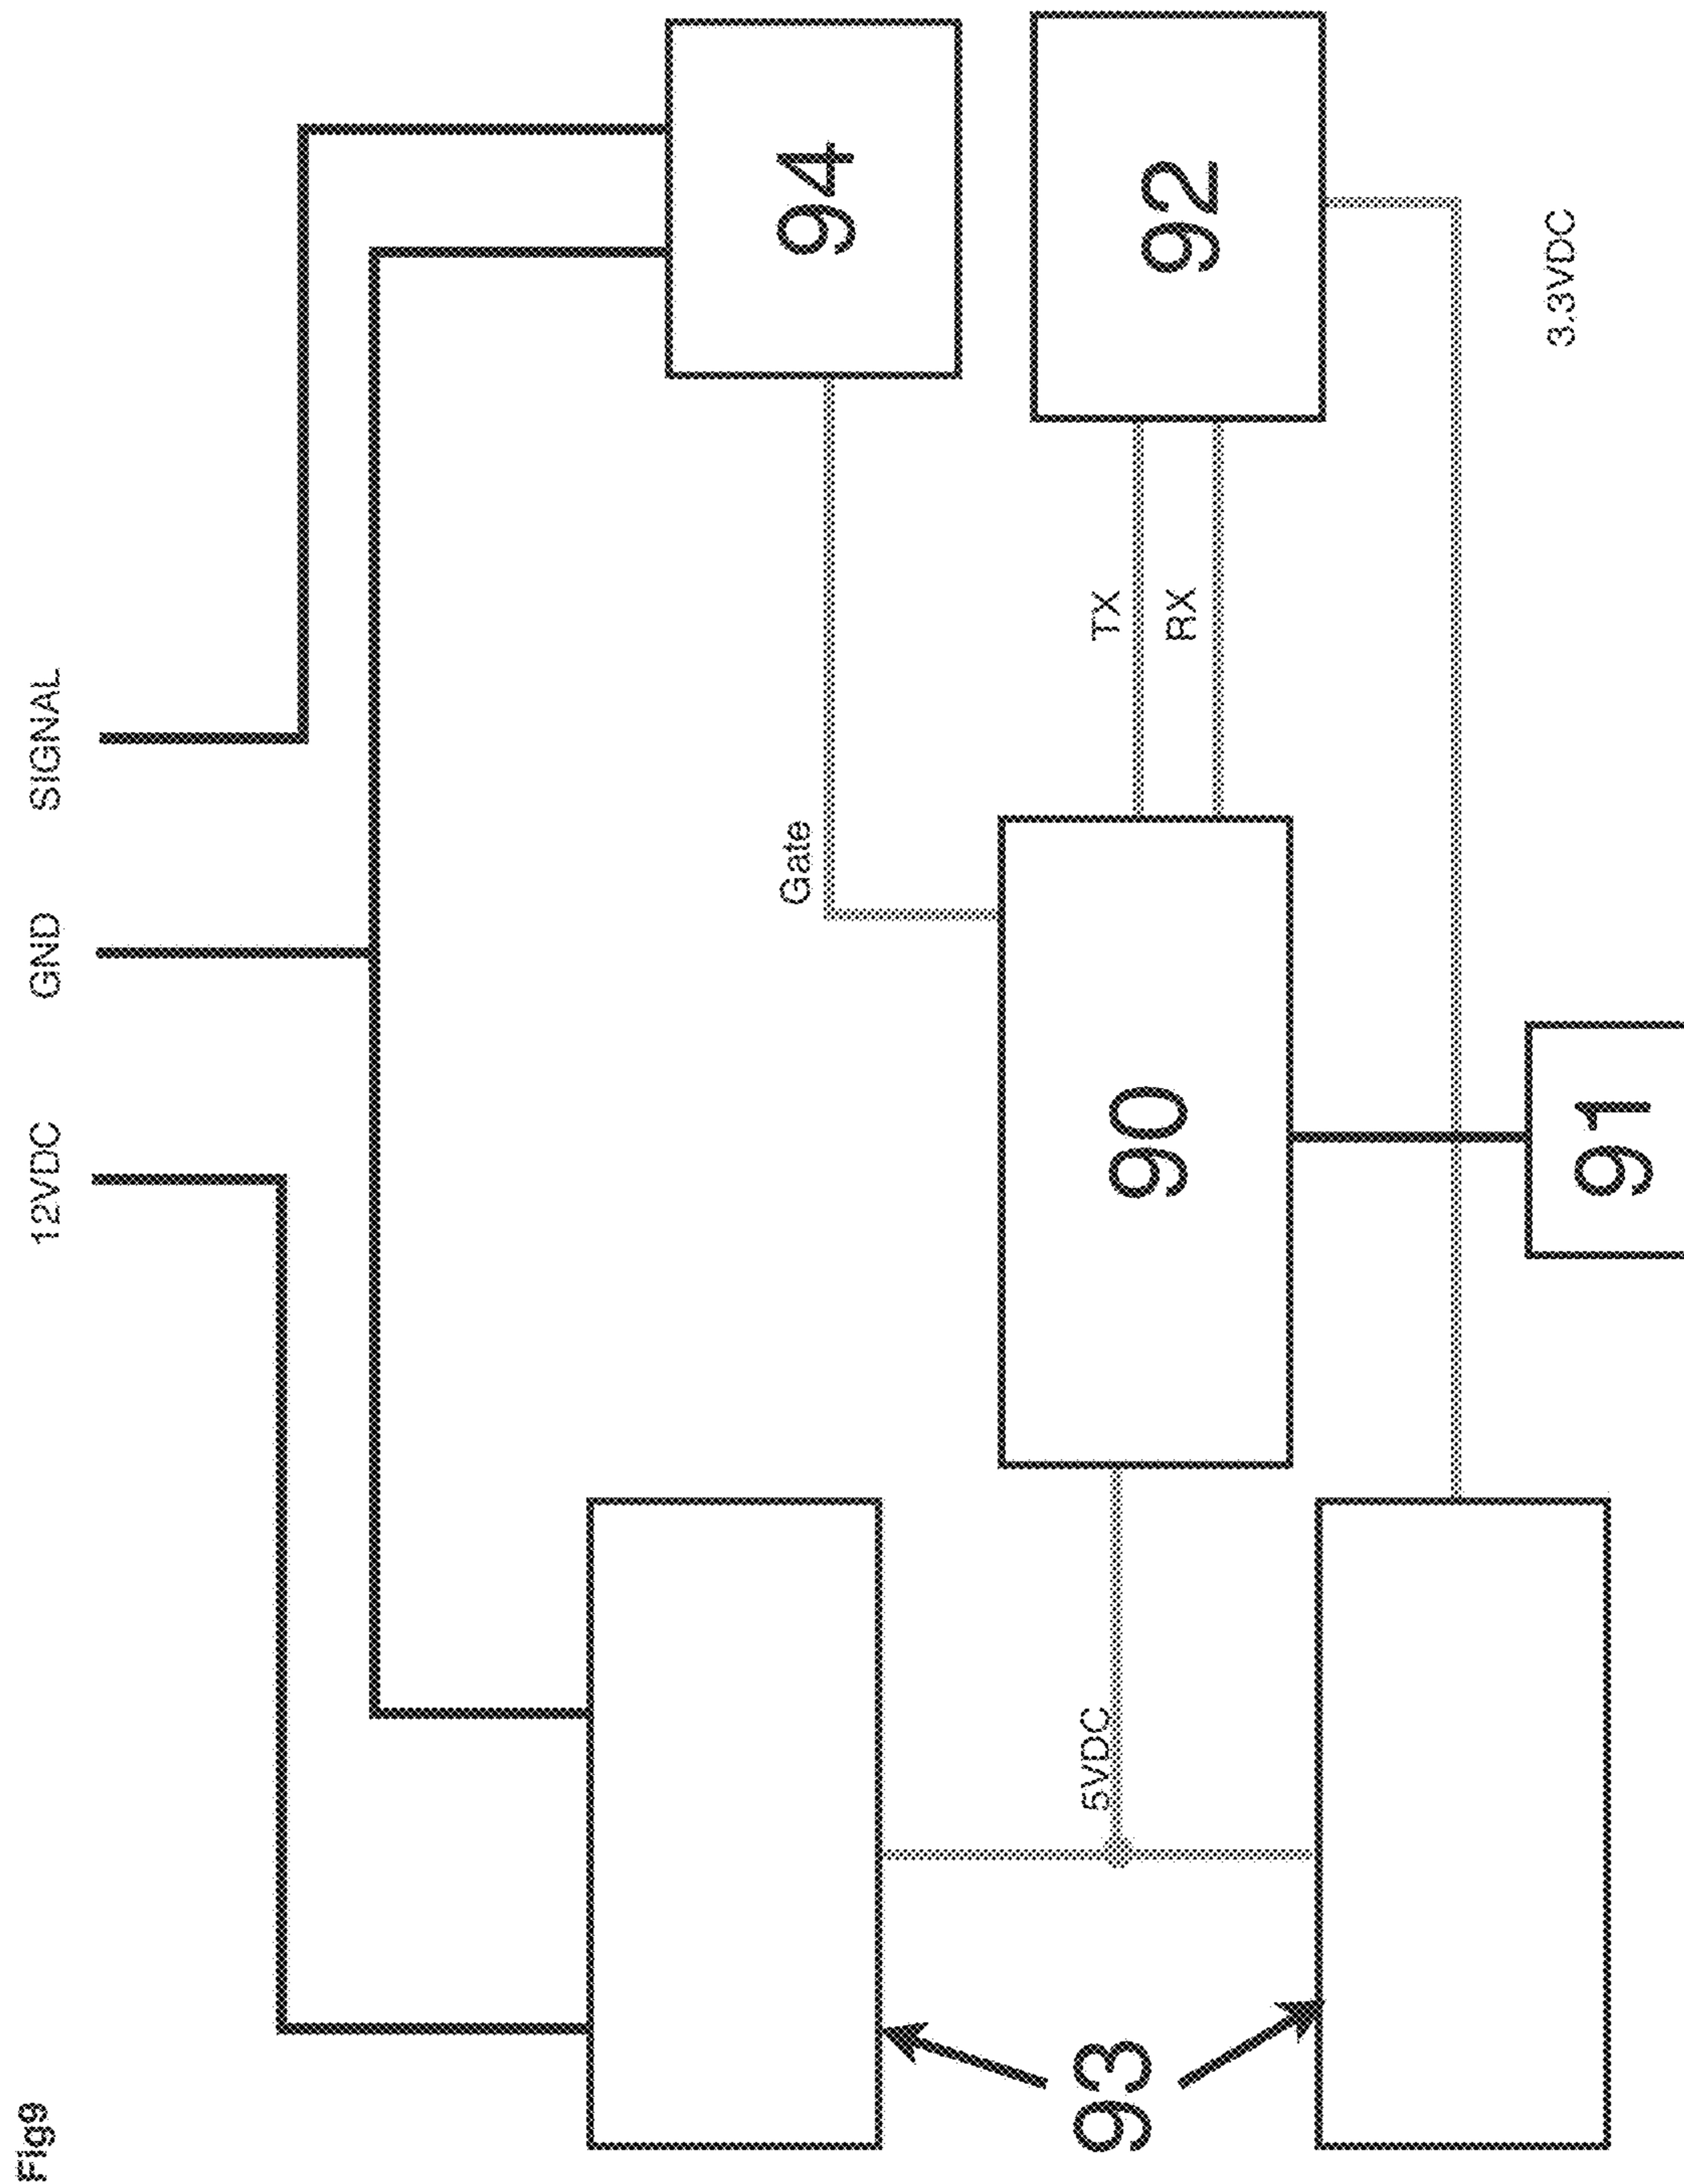 Fig9
12VDC
GND
SIGNAL
Gate
94
5VDC
TX
RX
93
90
92
91
3.3VDC